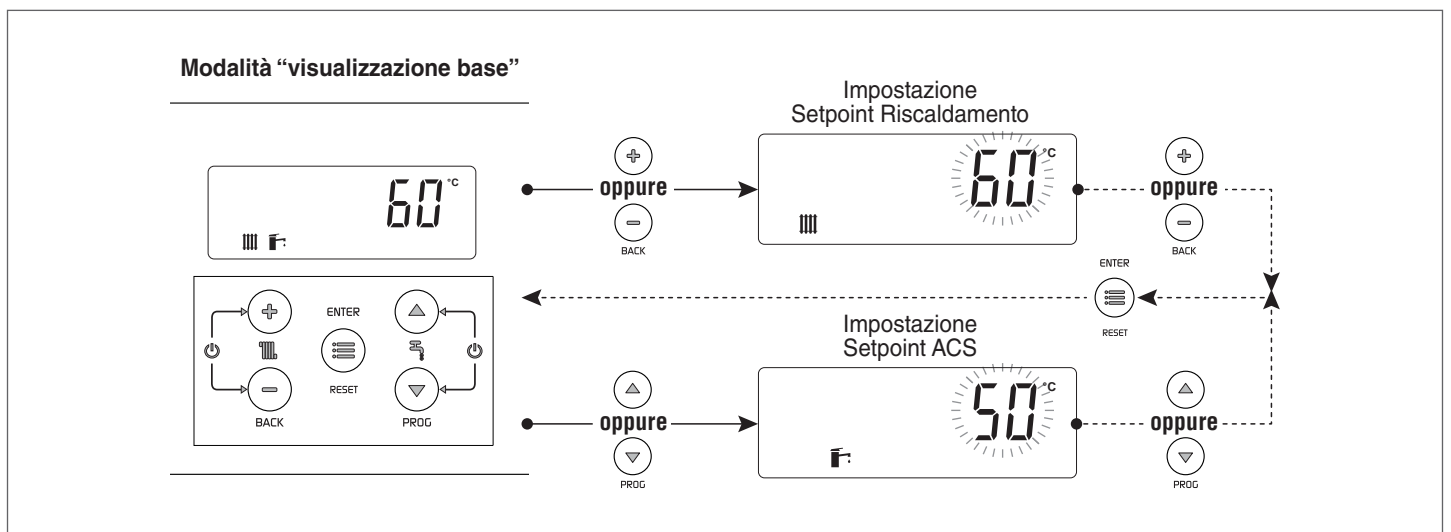 Modalità “visualizzazione base”
60 °C
ENTER
RESET
BACK
PROG
oppure
BACK
Impostazione
Setpoint Riscaldamento
60 °C
oppure
BACK
ENTER
RESET
oppure
PROG
Impostazione
Setpoint ACS
50 °C
oppure
PROG